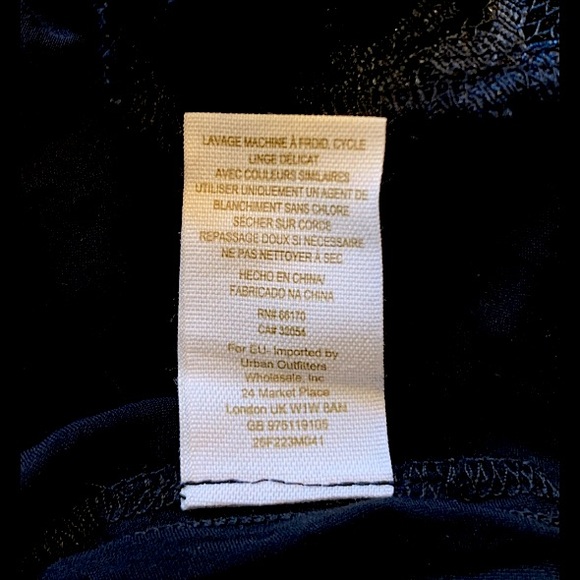 LAVAGE MACHINE À FROID, CYCLE
LINGE DÉLICAT
AVEC COULEURS SIMILAIRES
UTILISER UNIQUEMENT UN AGENT DE
BLANCHIMENT SANS CHLORE
SÉCHER SUR CORDE
REPASSAGE DOUX SI NÉCESSAIRE
NE PAS NETTOYER À SEC
HECHO EN CHINA/
FABRICADO NA CHINA
RN# 66170
CA# 33054
For EU- Imported by
Urban Outfitters
Wholesale, Inc
24 Market Place
London UK W1W 8AN
GB 975119105
26F223M041